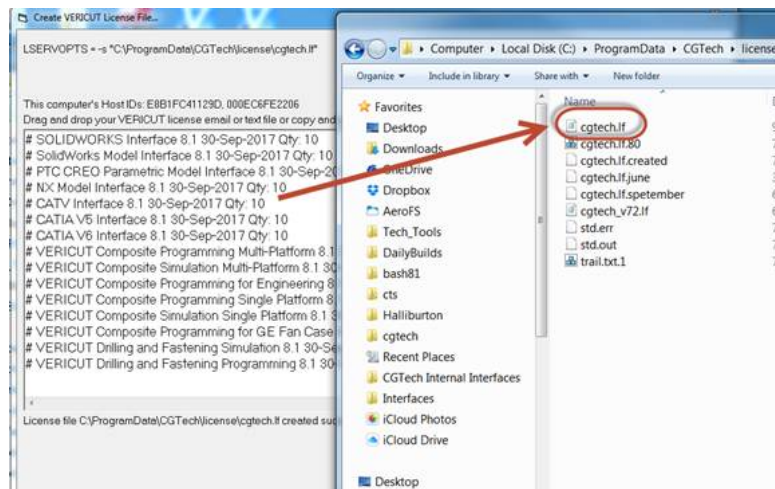 Create VERICUT License File...
LSERVOPTS = -s "C:\ProgramData\CGTech\license\cgtech.lf"
This computer's Host IDs: E8B1FC41129D, 000EC6FE2206
Drag and drop your VERICUT license email or text file or copy and
# SOLIDWORKS Interface 8.1 30-Sep-2017 Qty: 10
# SolidWorks Model Interface 8.1 30-Sep-2017 Qty: 10
# PTC CREO Parametric Model Interface 8.1 30-Sep-20
# NX Model Interface 8.1 30-Sep-2017 Qty: 10
# CATV Interface 8.1 30-Sep-2017 Qty: 10
# CATIA V5 Interface 8.1 30-Sep-2017 Qty: 10
# CATIA V6 Interface 8.1 30-Sep-2017 Qty: 10
# VERICUT Composite Programming Multi-Platform 8.1
# VERICUT Composite Simulation Multi-Platform 8.1 30
# VERICUT Composite Programming for Engineering 8
# VERICUT Composite Programming Single Platform 8
# VERICUT Composite Simulation Single Platform 8.1 3
# VERICUT Composite Programming for GE Fan Case
# VERICUT Drilling and Fastening Simulation 8.1 30-Se
# VERICUT Drilling and Fastening Programming 8.1 30
License file C:\ProgramData\CGTech\license\cgtech.lf created suc
Computer Local Disk (C:) ProgramData CGTech license
Organize Include in library Share with New folder
Favorites
Desktop
Downloads
OneDrive
Dropbox
AeroFS
Tech_Tools
DailyBuilds
bash81
cts
Halliburton
cgtech
Recent Places
CGTech Internal Interfaces
Interfaces
iCloud Photos
iCloud Drive
Desktop
Name
cgtech.lf
cgtech.lf.80
cgtech.lf.created
cgtech.lf.june
cgtech.lf.spetember
cgtech_v72.lf
std.err
std.out
trail.txt.1